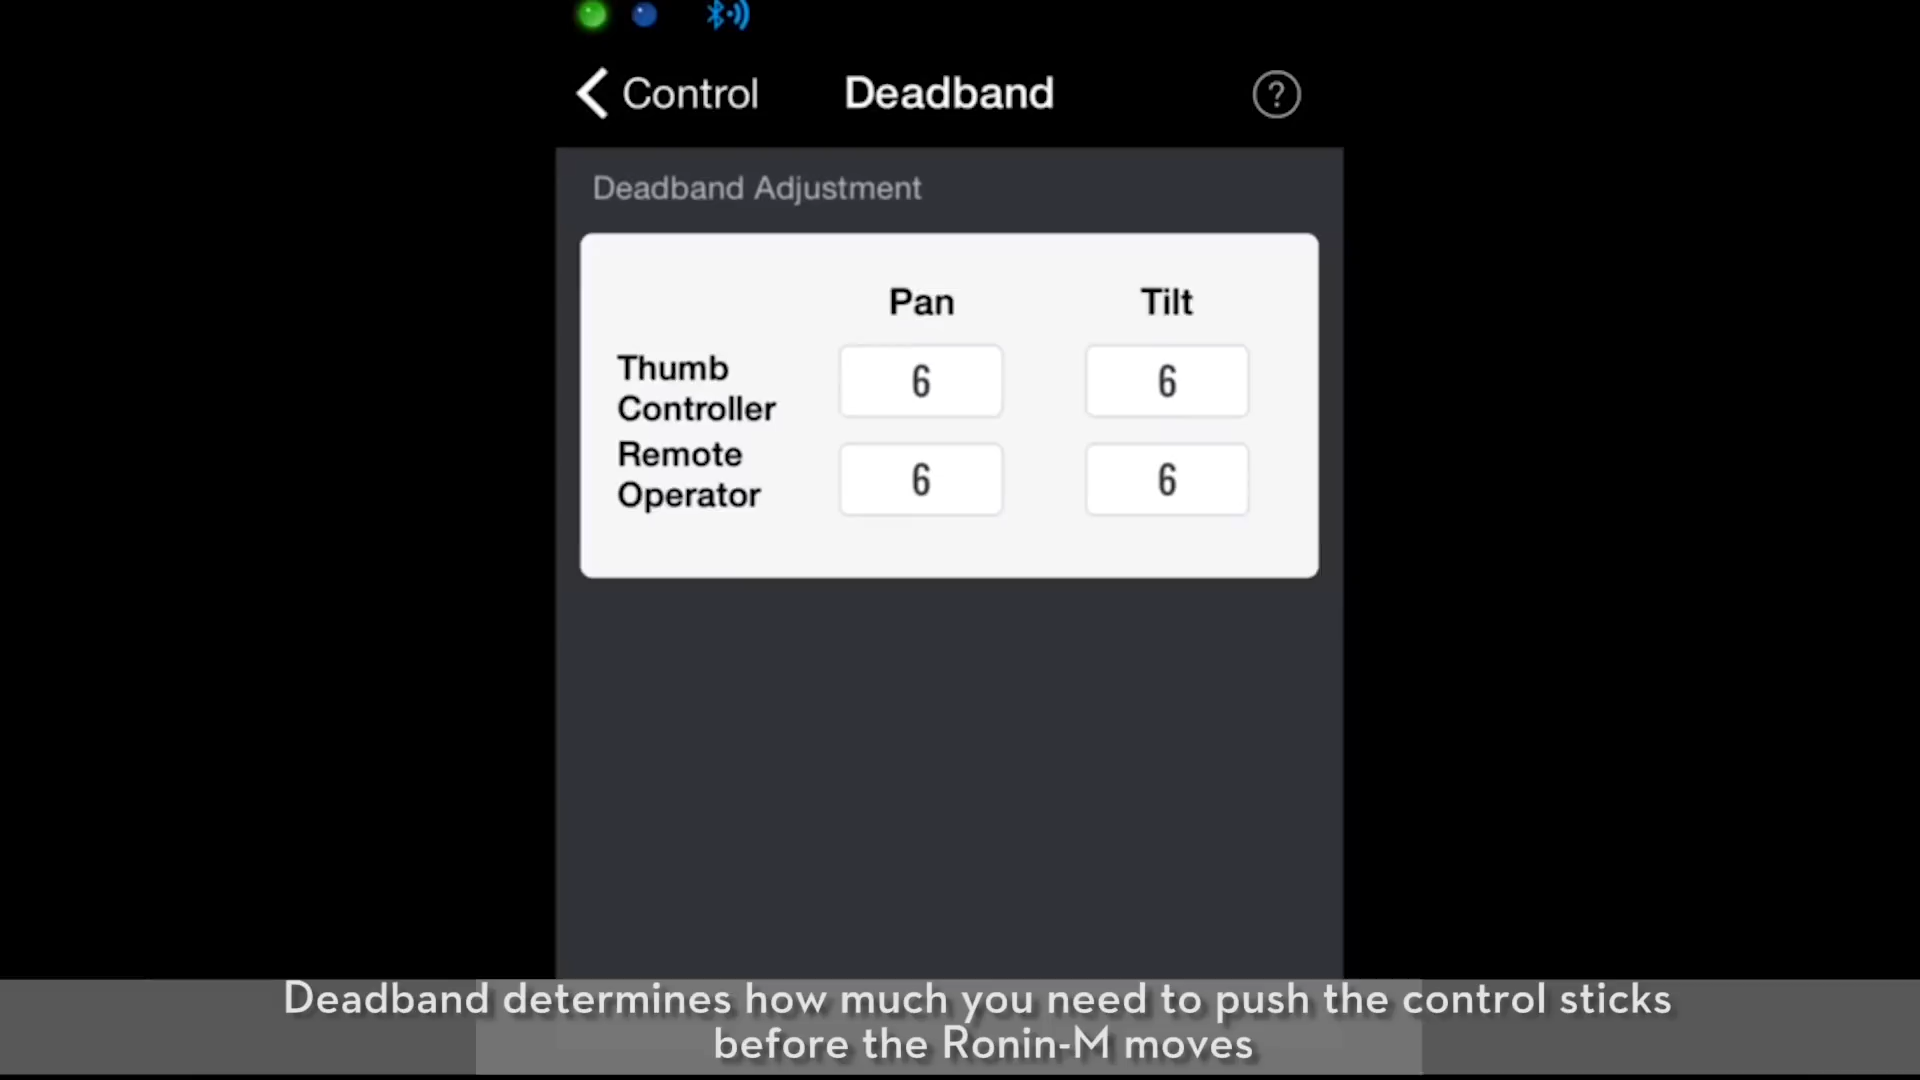 Control Deadband ?
Deadband Adjustment
Pan Tilt
Thumb
Controller 6 6
Remote
Operator 6 6
Deadband determines how much you need to push the control sticks
before the Ronin-M moves